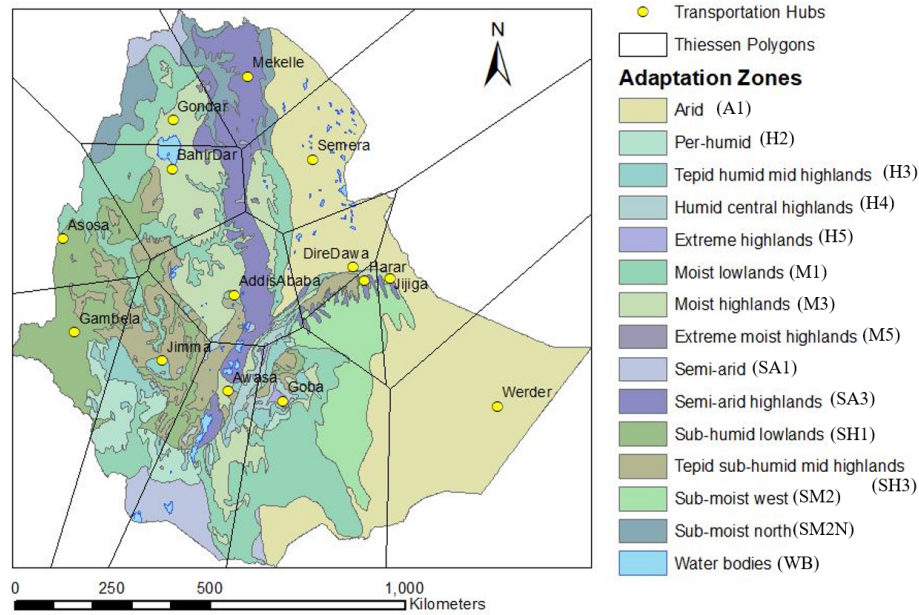 N
Mekelle
Gondar
BahirDar
Semera
Asosa
DireDawa
Harar
Jijiga
AddisAbaba
Gambela
Jimma
Awasa
Goba
Werder
0 250 500 1,000
Kilometers
Transportation Hubs
Thiessen Polygons
Adaptation Zones
Arid (A1)
Per-humid (H2)
Tepid humid mid highlands (H3)
Humid central highlands (H4)
Extreme highlands (H5)
Moist lowlands (M1)
Moist highlands (M3)
Extreme moist highlands (M5)
Semi-arid (SA1)
Semi-arid highlands (SA3)
Sub-humid lowlands (SH1)
Tepid sub-humid mid highlands
(SH3)
Sub-moist west (SM2)
Sub-moist north(SM2N)
Water bodies (WB)